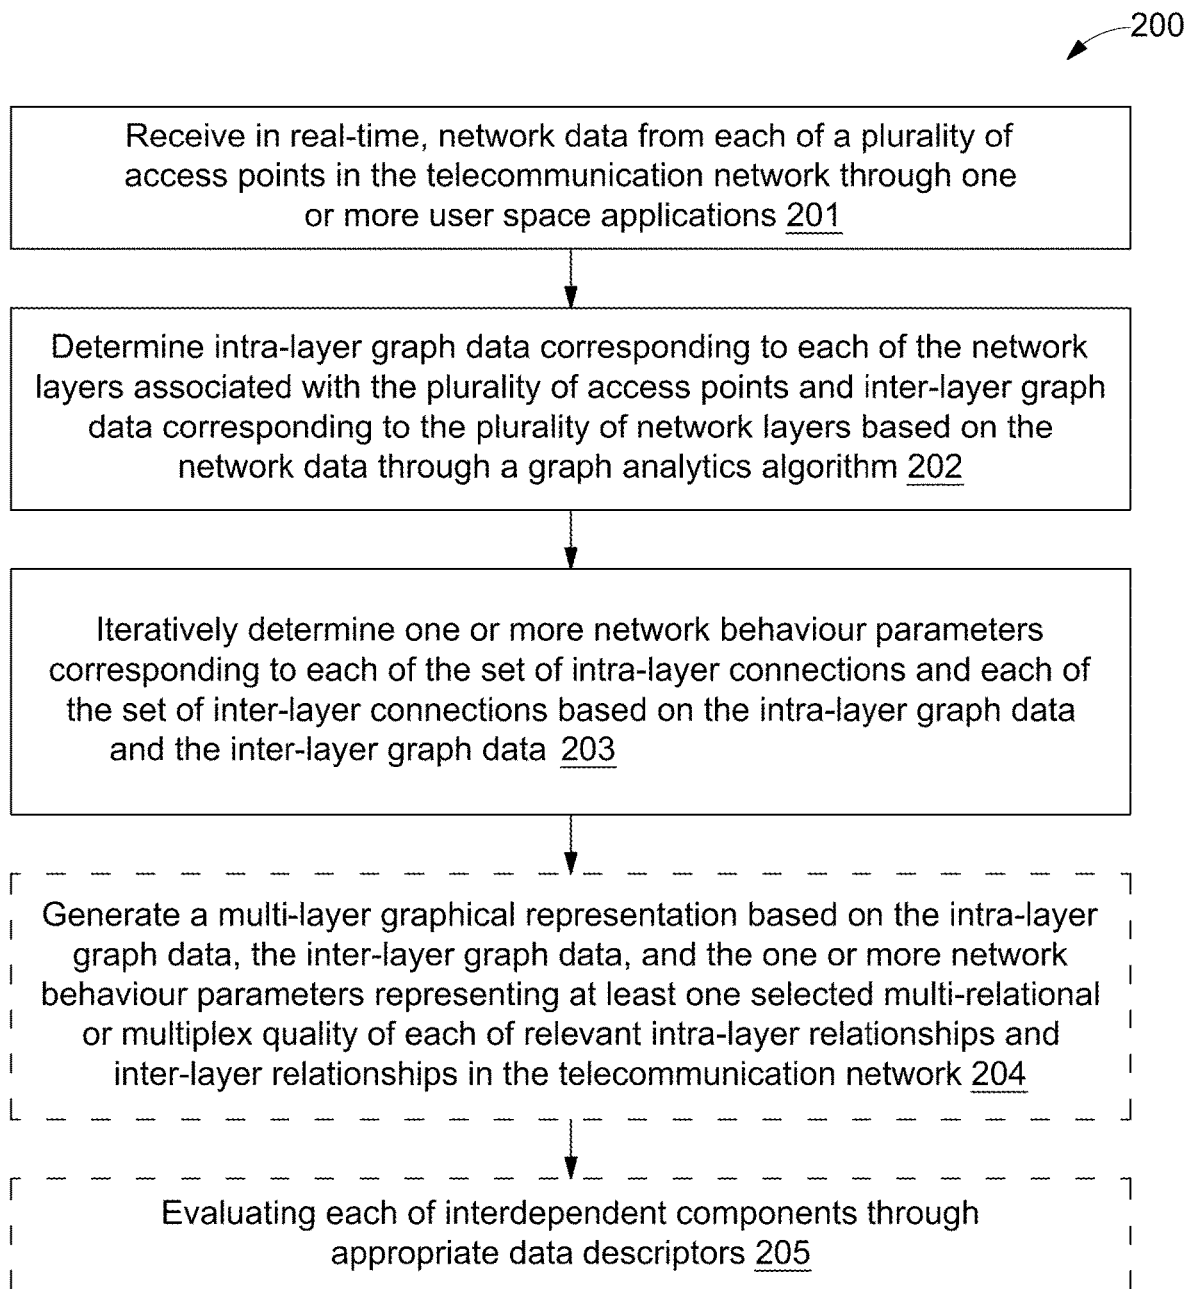 200
Receive in real-time, network data from each of a plurality of
access points in the telecommunication network through one
or more user space applications 201
Determine intra-layer graph data corresponding to each of the network
layers associated with the plurality of access points and inter-layer graph
data corresponding to the plurality of network layers based on the
network data through a graph analytics algorithm 202
Iteratively determine one or more network behaviour parameters
corresponding to each of the set of intra-layer connections and each of
the set of inter-layer connections based on the intra-layer graph data
and the inter-layer graph data 203
Generate a multi-layer graphical representation based on the intra-layer
graph data, the inter-layer graph data, and the one or more network
behaviour parameters representing at least one selected multi-relational
or multiplex quality of each of relevant intra-layer relationships and
inter-layer relationships in the telecommunication network 204
Evaluating each of interdependent components through
appropriate data descriptors 205